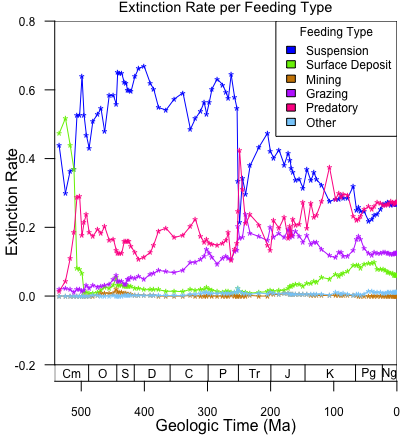 Extinction Rate per Feeding Type
0.8
0.6
0.4
0.2
0.0
-0.2
Extinction Rate
Feeding Type
Suspension
Surface Deposit
Mining
Grazing
Predatory
Other
Cm O S D C P Tr J K Pg Ng
500 400 300 200 100 0
Geologic Time (Ma)